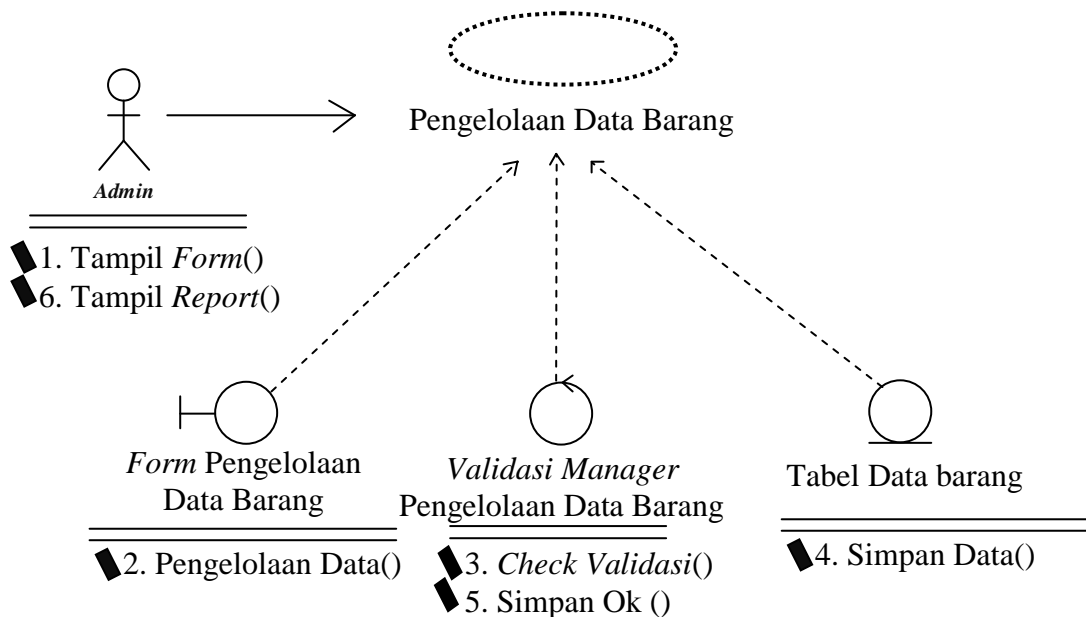 Pengelolaan Data Barang
Admin
1. Tampil Form()
6. Tampil Report()
Form Pengelolaan
Data Barang
2. Pengelolaan Data()
Validasi Manager
Pengelolaan Data Barang
3. Check Validasi()
5. Simpan Ok ()
Tabel Data barang
4. Simpan Data()